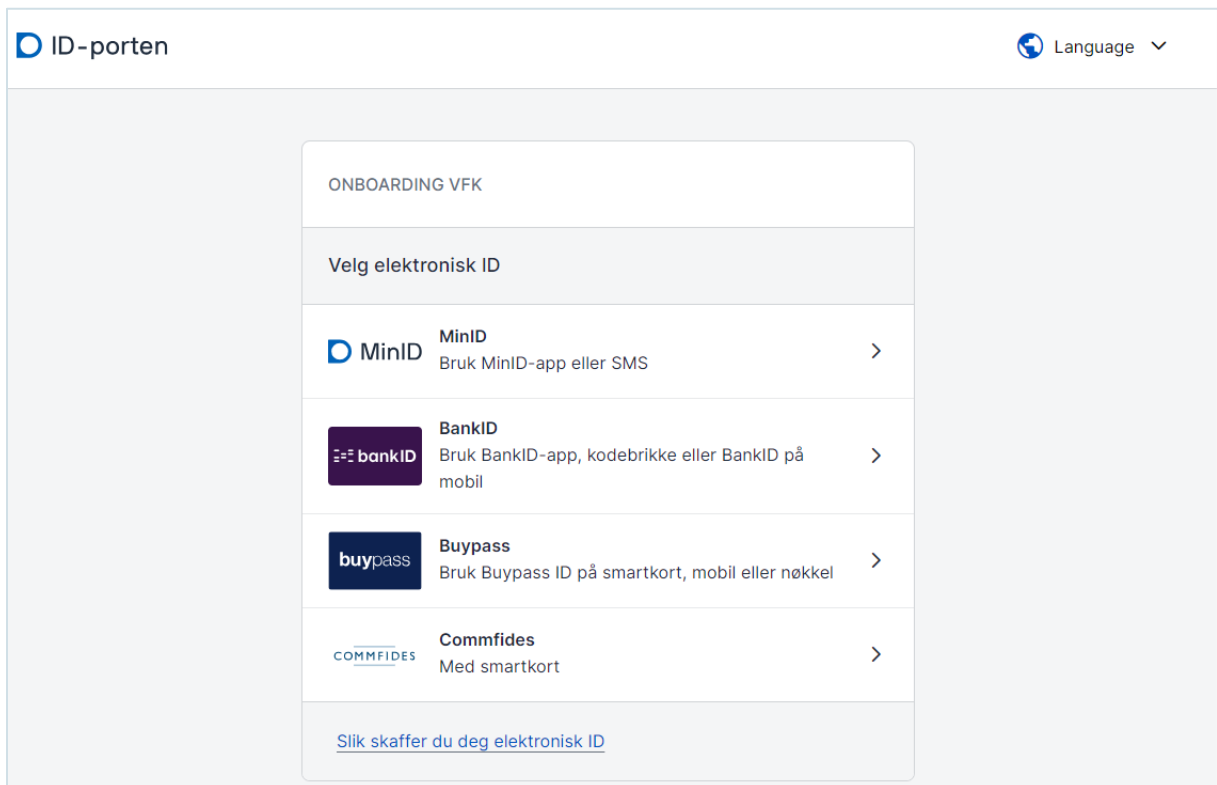 ID-porten
Language
ONBOARDING VFK
Velg elektronisk ID
MinID
MinID
Bruk MinID-app eller SMS
bankID
BankID
Bruk BankID-app, kodebrikke eller BankID på
mobil
buypass
Buypass
Bruk Buypass ID på smartkort, mobil eller nøkkel
COMMFIDES
Commfides
Med smartkort
Slik skaffer du deg elektronisk ID